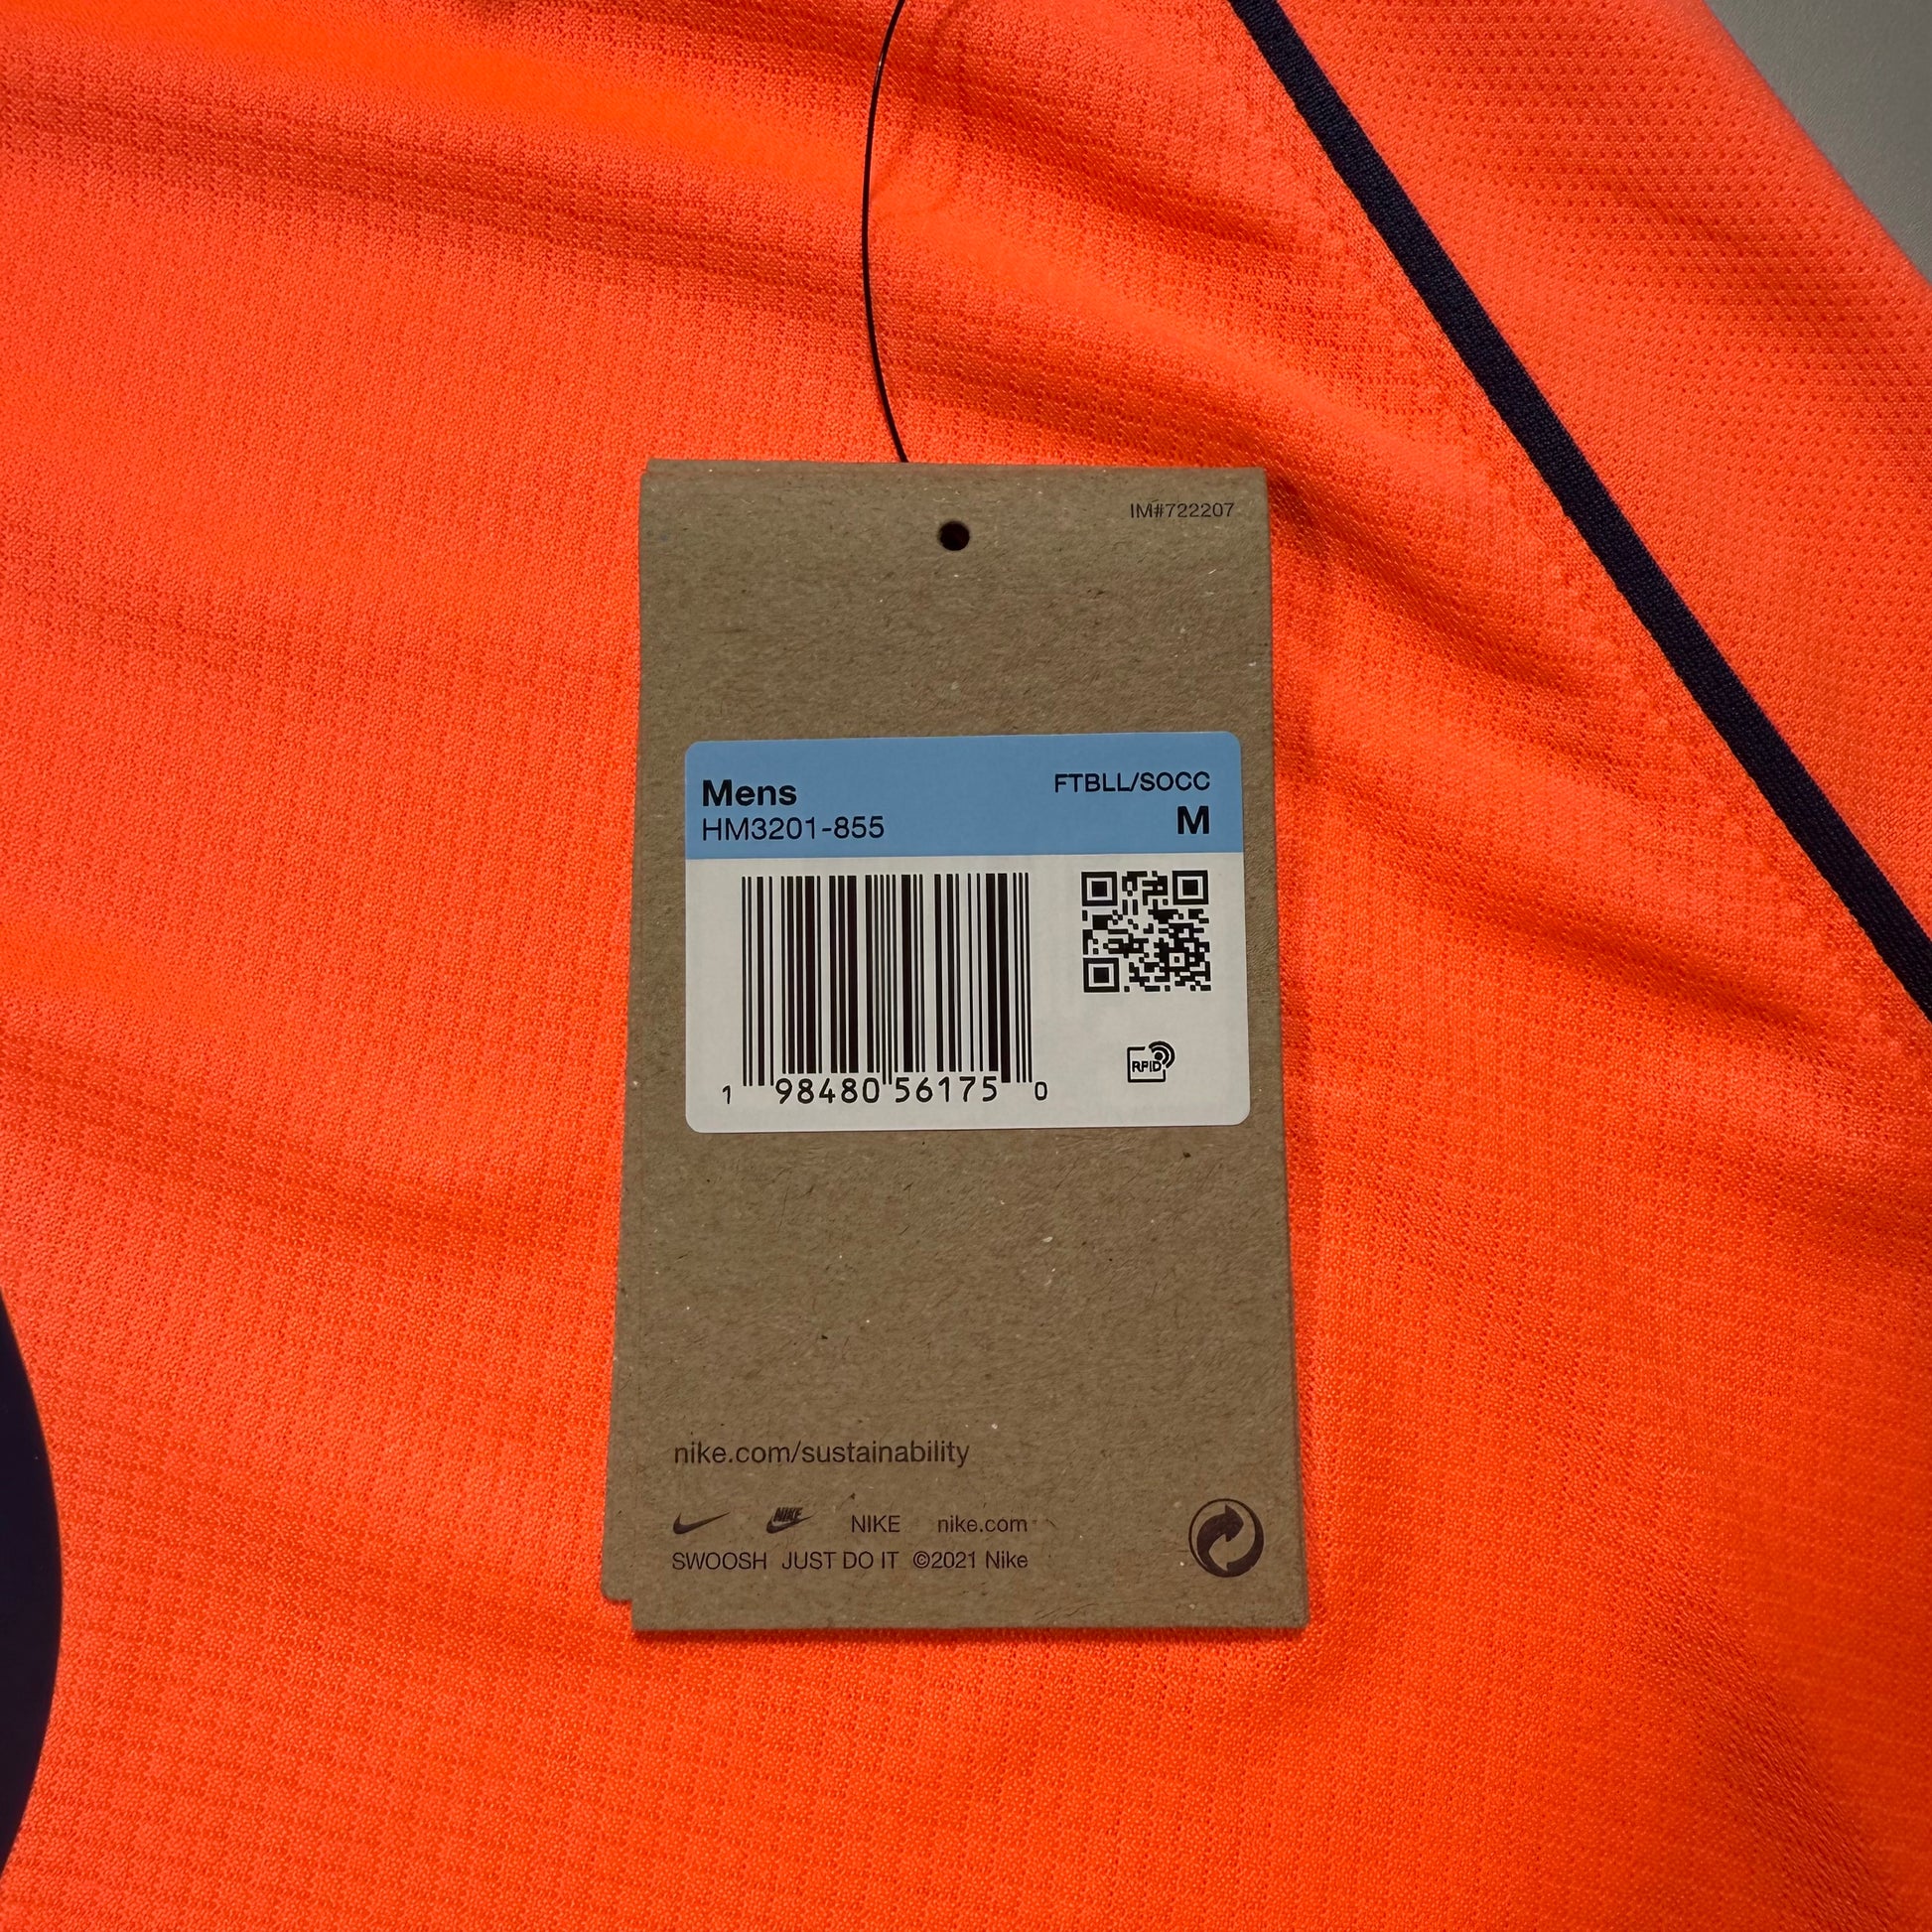 IM#722207
Mens
HM3201-855
FTBLL/SOCC
M
1 98480 56175 0
RFID
nike.com/sustainability
NIKE NIKE nike.com
SWOOSH JUST DO IT ©2021 Nike